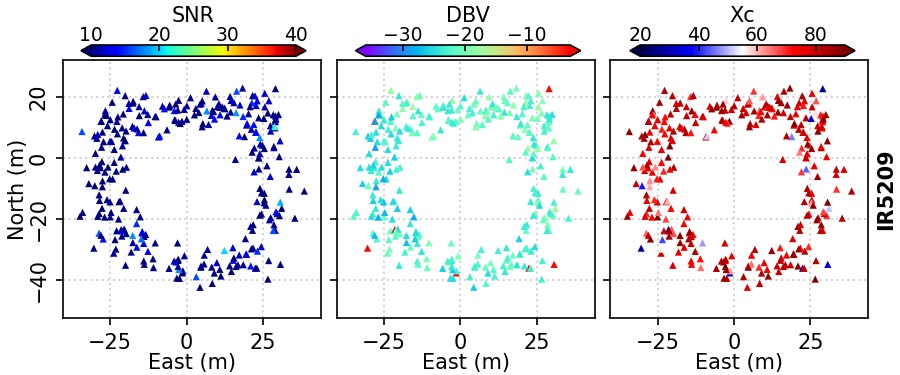 SNR DBV Xc
10 20 30 40 −30 −20 −10 20 40 60 80
20
0
−20
−40
North (m)
−25 0 25 −25 0 25 −25 0 25
East (m) East (m) East (m)
IR5209